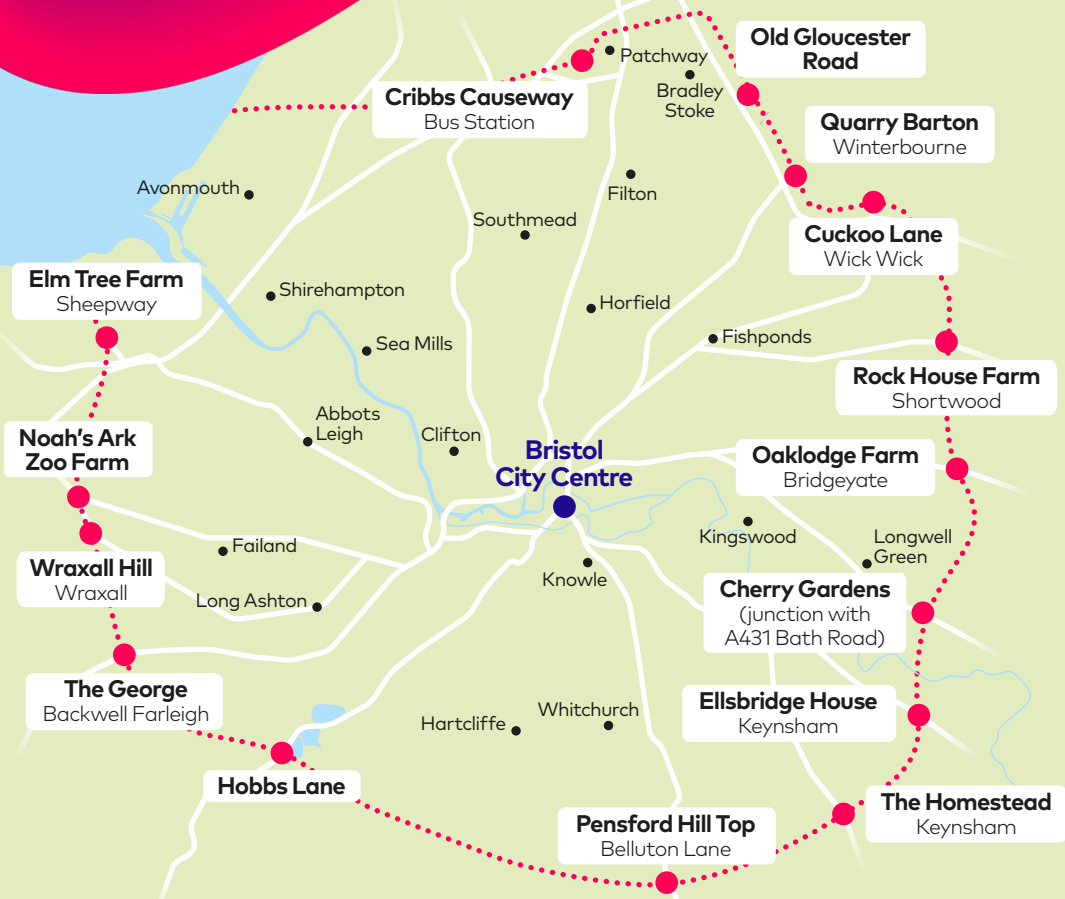 Old Gloucester
Road
Patchway
Bradley
Stoke
Cribbs Causeway
Bus Station
Quarry Barton
Winterbourne
Avonmouth
Filton
Southmead
Cuckoo Lane
Wick Wick
Elm Tree Farm
Sheepway
Shirehampton
Horfield
Sea Mills
Fishponds
Rock House Farm
Shortwood
Abbots
Leigh
Clifton
Noah's Ark
Zoo Farm
Bristol
City Centre
Oaklodge Farm
Bridgeyate
Kingswood
Longwell
Green
Failand
Knowle
Wraxall Hill
Wraxall
Long Ashton
Cherry Gardens
(junction with
A431 Bath Road)
The George
Backwell Farleigh
Ellsbridge House
Keynsham
Hartcliffe
Whitchurch
Hobbs Lane
The Homestead
Keynsham
Pensford Hill Top
Belluton Lane